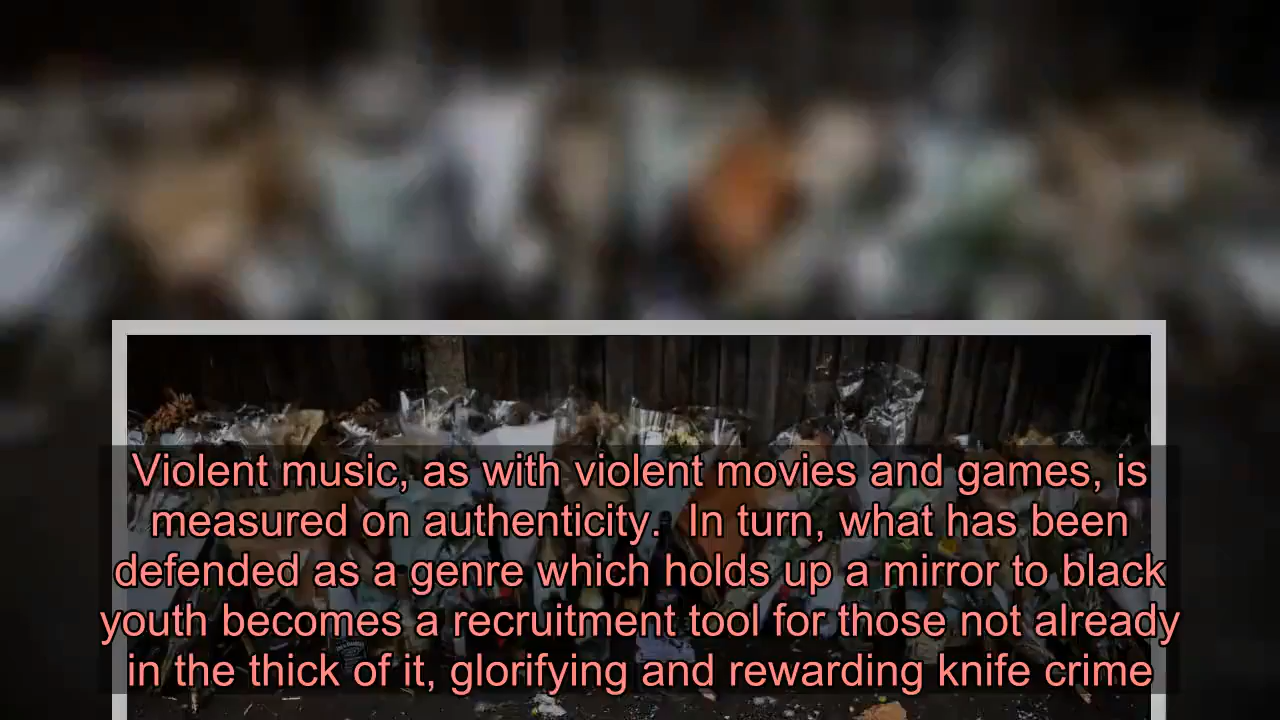 Violent music, as with violent movies and games, is
measured on authenticity.  In turn, what has been
defended as a genre which holds up a mirror to black
youth becomes a recruitment tool for those not already
in the thick of it, glorifying and rewarding knife crime